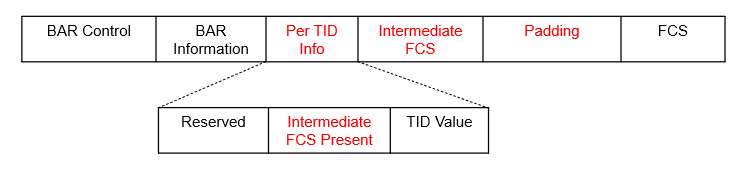 BAR Control
BAR
Information
Per TID
Info
Intermediate
FCS
Padding
FCS
Reserved
Intermediate
FCS Present
TID Value